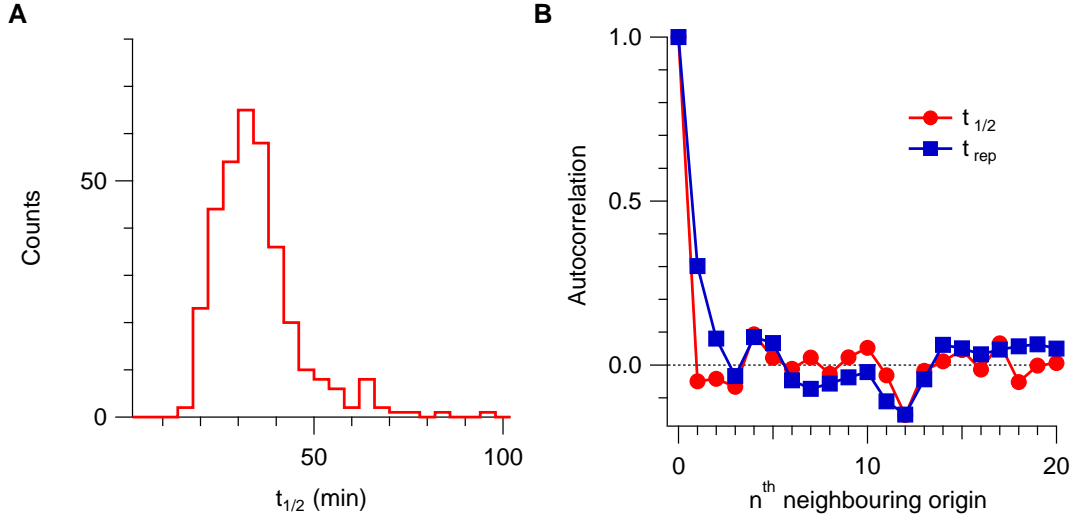 A
Counts
50
0
50
100
t1/2 (min)
B
Autocorrelation
1.0
0.5
0.0
t 1/2
t rep
0
10
20
nth neighbouring origin